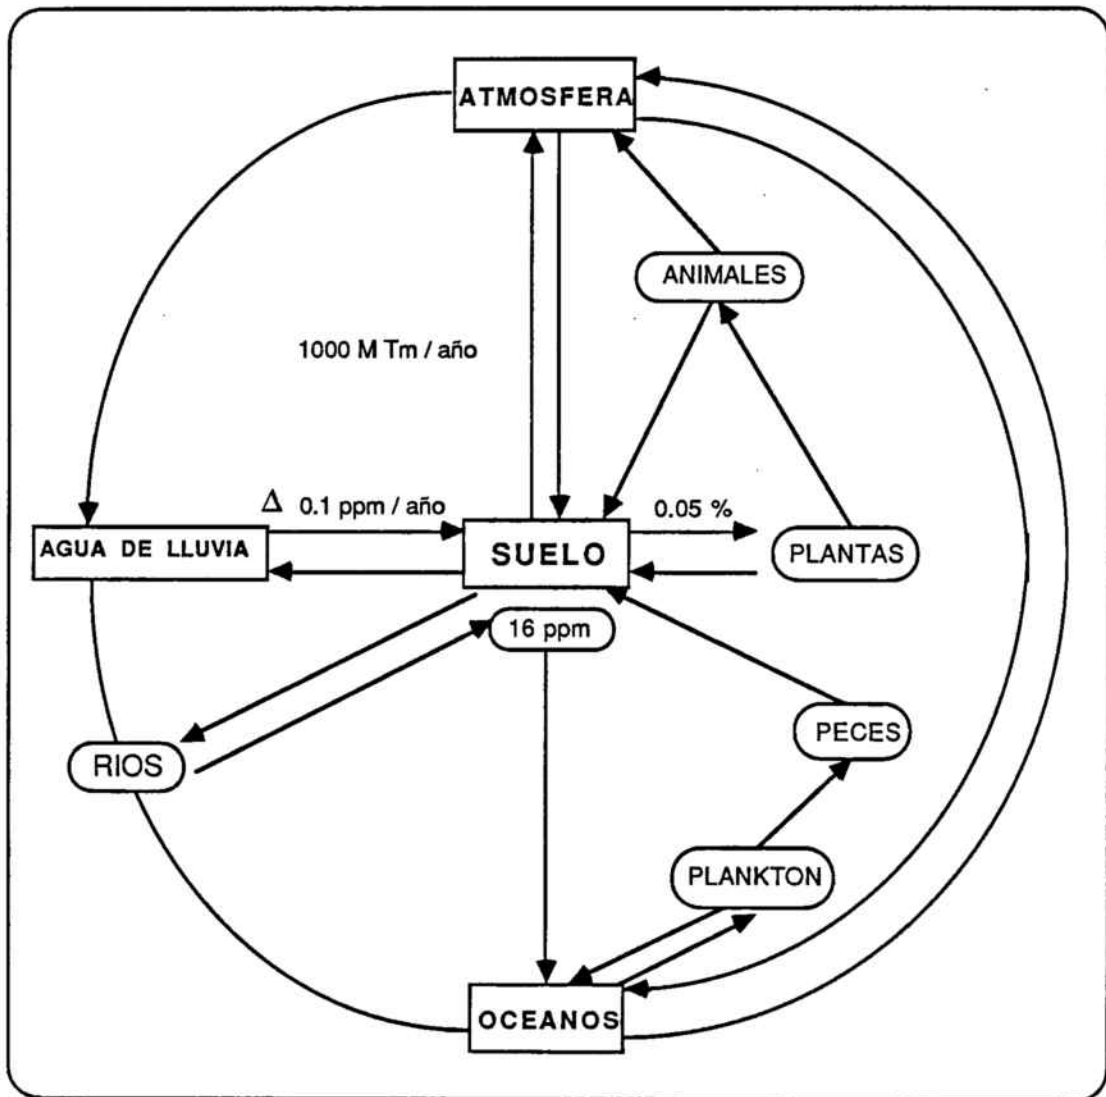 ATMOSFERA
ANIMALES
1000 M Tm / año
Δ 0.1 ppm / año
0.05 %
AGUA DE LLUVIA
SUELO
PLANTAS
16 ppm
PECES
RIOS
PLANKTON
OCEANOS